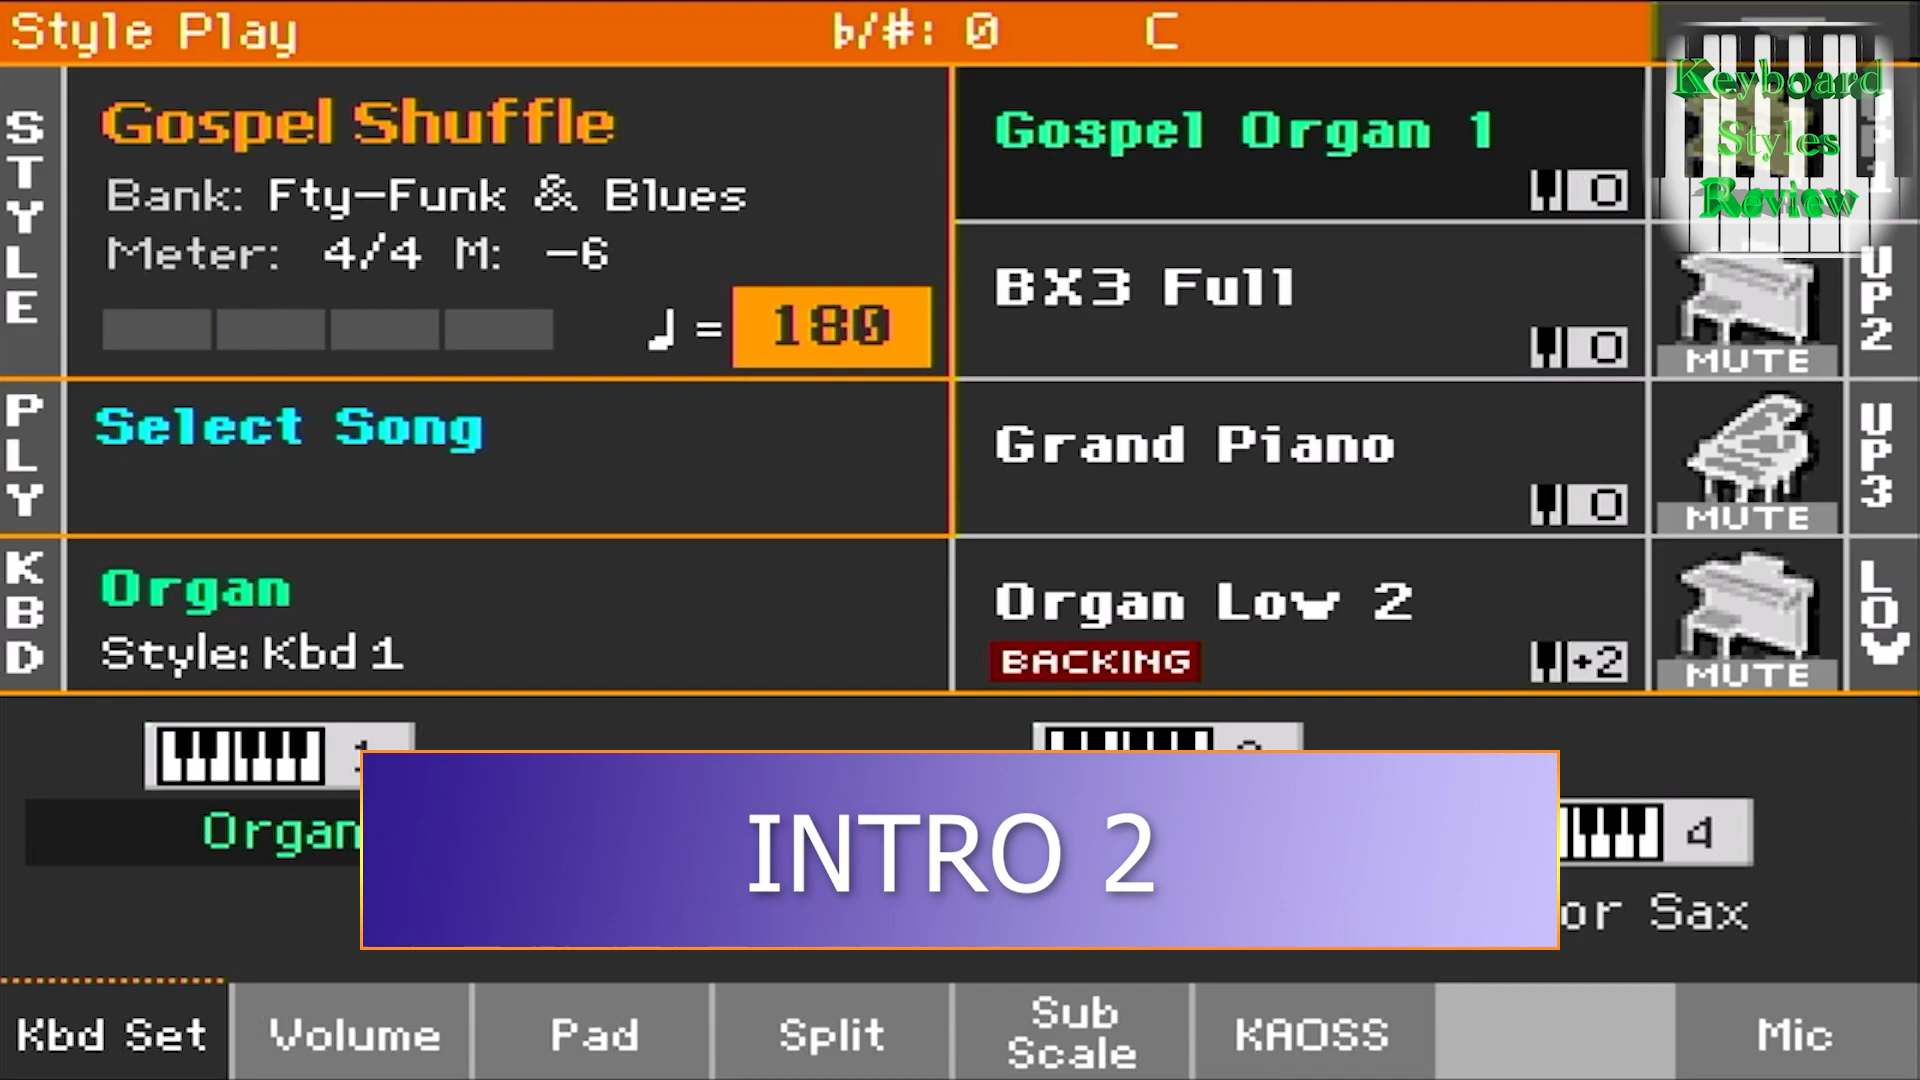 Style Play ♭/#: 0 C
Keyboard
Styles
Review
STYLE
Gospel Shuffle
Bank: Fty-Funk & Blues
Meter: 4/4 M: -6
♩ = 180
Gospel Organ 1
0
BX3 Full
0
MUTE
UP2
PLY
Select Song
Grand Piano
0
MUTE
UP3
KBD
Organ
Style: Kbd 1
Organ Low 2
BACKING
+2
MUTE
LOW
Organ
INTRO 2
4
or Sax
Kbd Set
Volume
Pad
Split
Sub
Scale
KAOSS
Mic